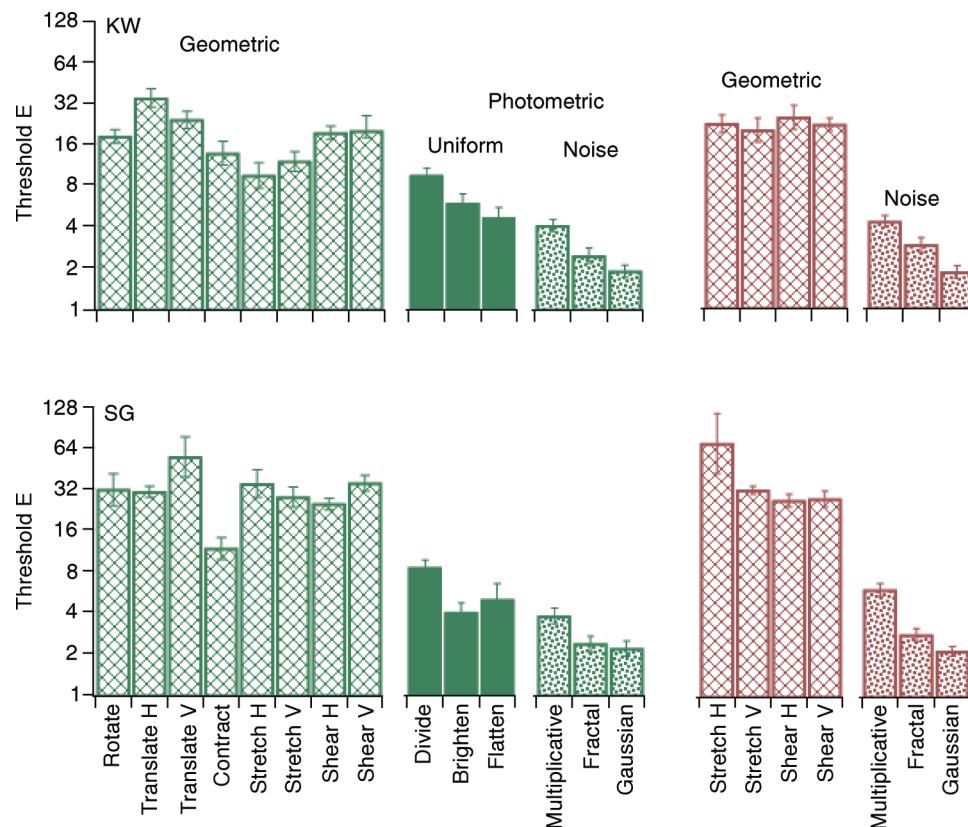 128
KW
Geometric
64
Geometric
32
Photometric
Threshold E
16
Uniform
Noise
8
Noise
4
2
1
128
SG
64
32
Threshold E
16
8
4
2
1
Rotate
Translate H
Translate V
Contract
Stretch H
Stretch V
Shear H
Shear V
Divide
Brighten
Flatten
Multiplicative
Fractal
Gaussian
Stretch H
Stretch V
Shear H
Shear V
Multiplicative
Fractal
Gaussian